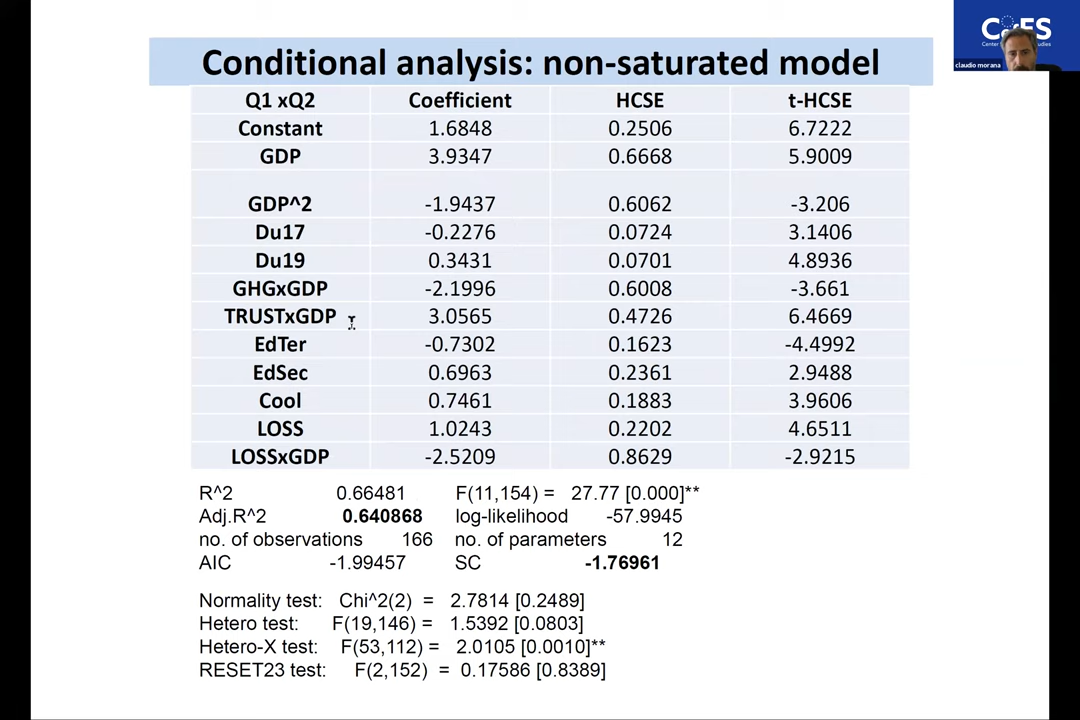 Conditional analysis: non-saturated model
Q1 xQ2 Coefficient HCSE t-HCSE
Constant 1.6848 0.2506 6.7222
GDP 3.9347 0.6668 5.9009
GDP^2 -1.9437 0.6062 -3.206
Du17 -0.2276 0.0724 3.1406
Du19 0.3431 0.0701 4.8936
GHGxGDP -2.1996 0.6008 -3.661
TRUSTxGDP 3.0565 0.4726 6.4669
EdTer -0.7302 0.1623 -4.4992
EdSec 0.6963 0.2361 2.9488
Cool 0.7461 0.1883 3.9606
LOSS 1.0243 0.2202 4.6511
LOSSxGDP -2.5209 0.8629 -2.9215
R^2 0.66481 F(11,154) = 27.77 [0.000]**
Adj.R^2 0.640868 log-likelihood -57.9945
no. of observations 166 no. of parameters 12
AIC -1.99457 SC -1.76961
Normality test: Chi^2(2) = 2.7814 [0.2489]
Hetero test: F(19,146) = 1.5392 [0.0803]
Hetero-X test: F(53,112) = 2.0105 [0.0010]**
RESET23 test: F(2,152) = 0.17586 [0.8389]
claudio morana